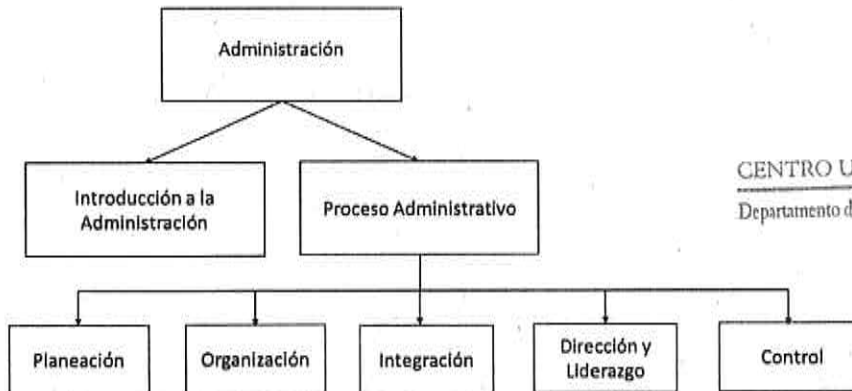 Administración
Introducción a la
Administración
Proceso Administrativo
CENTRO U
Departamento d
Planeación
Organización
Integración
Dirección y
Liderazgo
Control